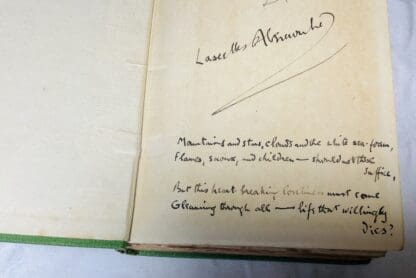 Lascelles Abercrombie
Mountains and stars, clouds and the white sea-foam,
Flames, snows, and children — should not these
suffice,
But this heart breaking loveliness must come
Gleaming through all — life that willingly
dies?